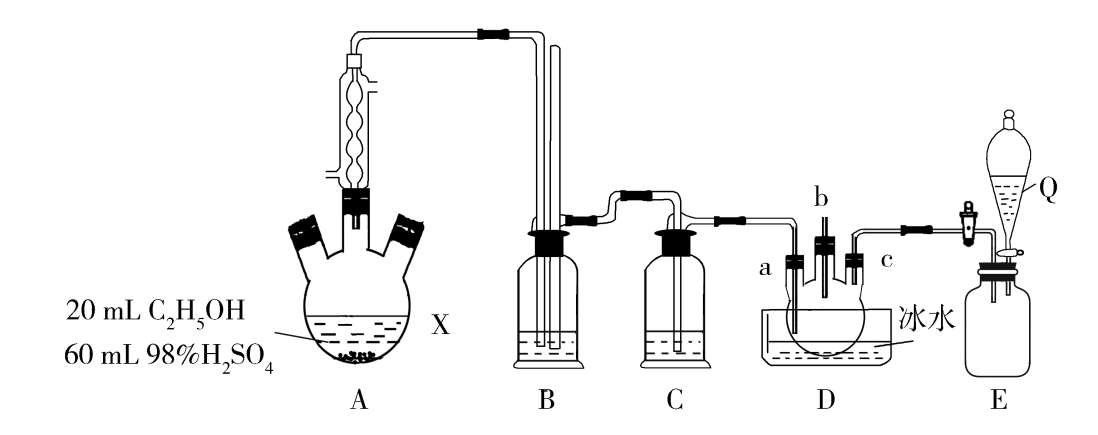 Q
b
a
c
20 mL C₂H₅OH
60 mL 98%H₂SO₄
X
冰水
A
B
C
D
E